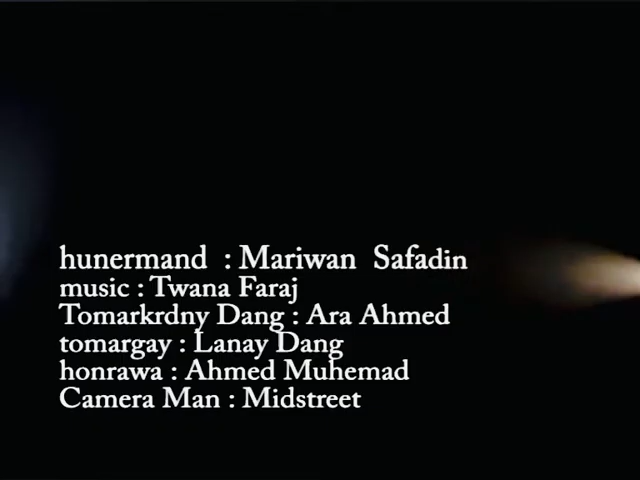 hunermand : Mariwan Safadin
music : Twana Faraj
Tomarkrdny Dang : Ara Ahmed
tomargay : Lanay Dang
honrawa : Ahmed Muhemad
Camera Man : Midstreet